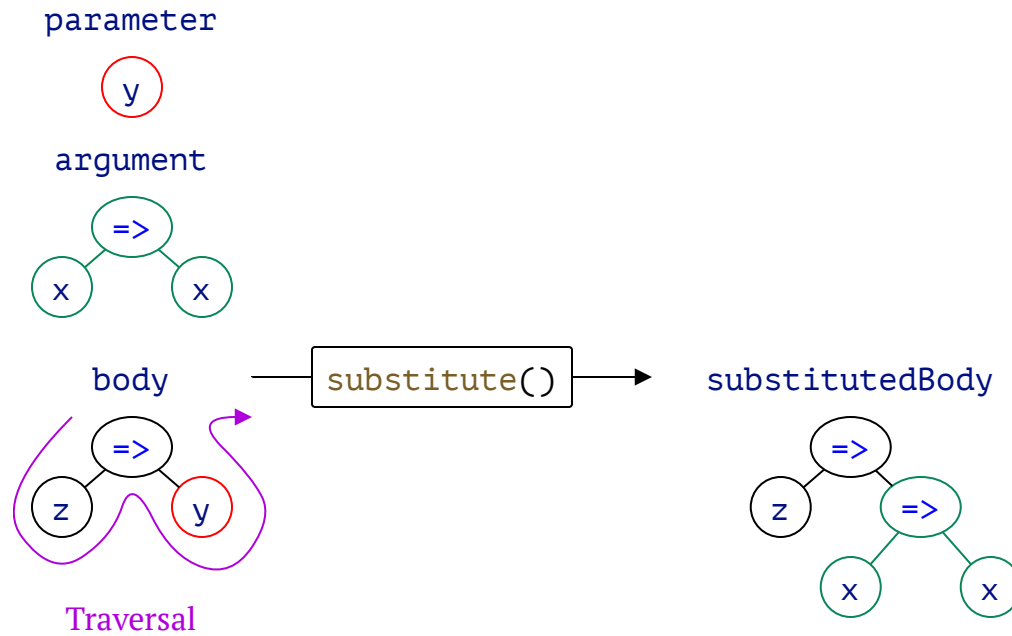 parameter
y
argument
=>
x x
body substitute() substitutedBody
=> =>
z y z =>
x x
Traversal